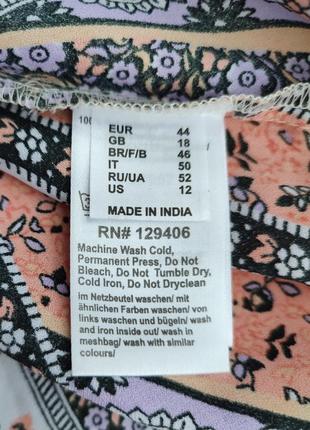 100
EUR 44
GB 18
BR/F/B 46
IT 50
RU/UA 52
US 12
MADE IN INDIA
RN# 129406
Machine Wash Cold,
Permanent Press, Do Not
Bleach, Do Not Tumble Dry,
Cold Iron, Do Not Dryclean
im Netzbeutel waschen/ mit
ähnlichen Farben waschen/ von
links waschen und bügeln/ wash
and iron inside out/ wash in
meshbag/ wash with similar
colours/